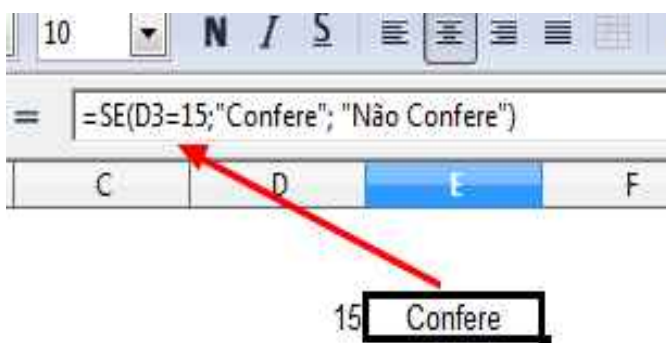 10 N I S
= =SE(D3=15;"Confere"; "Não Confere")
C D E F
15 Confere